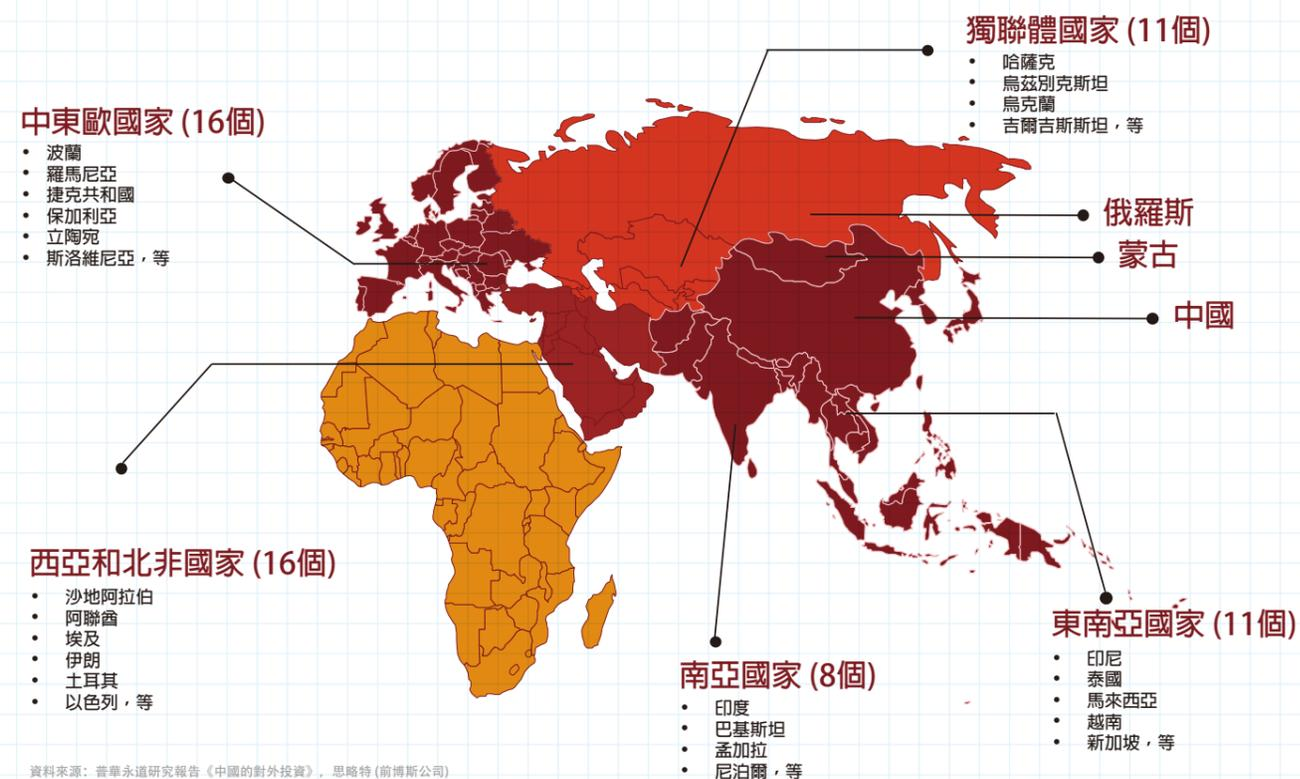 獨聯體國家 (11個)
• 哈薩克
• 烏茲別克斯坦
• 烏克蘭
• 吉爾吉斯斯坦，等
中東歐國家 (16個)
• 波蘭
• 羅馬尼亞
• 捷克共和國
• 保加利亞
• 立陶宛
• 斯洛維尼亞，等
俄羅斯
蒙古
中國
西亞和北非國家 (16個)
• 沙地阿拉伯
• 阿聯酋
• 埃及
• 伊朗
• 土耳其
• 以色列，等
南亞國家 (8個)
• 印度
• 巴基斯坦
• 孟加拉
• 尼泊爾，等
東南亞國家 (11個)
• 印尼
• 泰國
• 馬來西亞
• 越南
• 新加坡，等
資料來源：普華永道研究報告《中國的對外投資》，思略特 (前博斯公司)